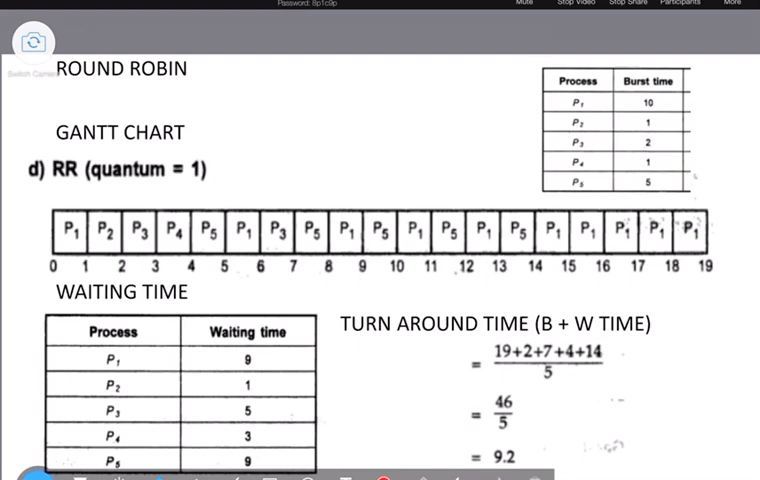 Password: 8p1c9p
Mute Stop Video Stop Share Participants More
Switch Camera
ROUND ROBIN
Process Burst time
P₁ 10
P₂ 1
P₃ 2
P₄ 1
P₅ 5
GANTT CHART
d) RR (quantum = 1)
P₁ P₂ P₃ P₄ P₅ P₁ P₃ P₅ P₁ P₅ P₁ P₅ P₁ P₅ P₁ P₁ P₁ P₁ P₁
0 1 2 3 4 5 6 7 8 9 10 11 12 13 14 15 16 17 18 19
WAITING TIME
Process Waiting time
P₁ 9
P₂ 1
P₃ 5
P₄ 3
P₅ 9
TURN AROUND TIME (B + W TIME)
= 19+2+7+4+14
5
= 46
5
= 9.2